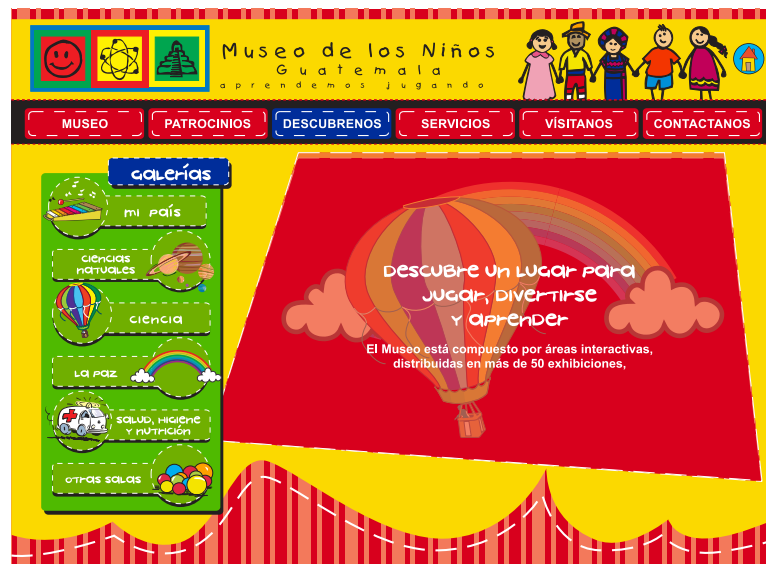 Museo de los Niños
Guatemala
aprendemos jugando
MUSEO
PATROCINIOS
DESCUBRENOS
SERVICIOS
VÍSITANOS
CONTACTANOS
Galerías
mi país
ciencias
naturales
ciencia
La paz
salud, higiene
y nutrición
otras salas
Descubre un lugar para
jugar, divertirse
y aprender
El Museo está compuesto por áreas interactivas,
distribuidas en más de 50 exhibiciones,